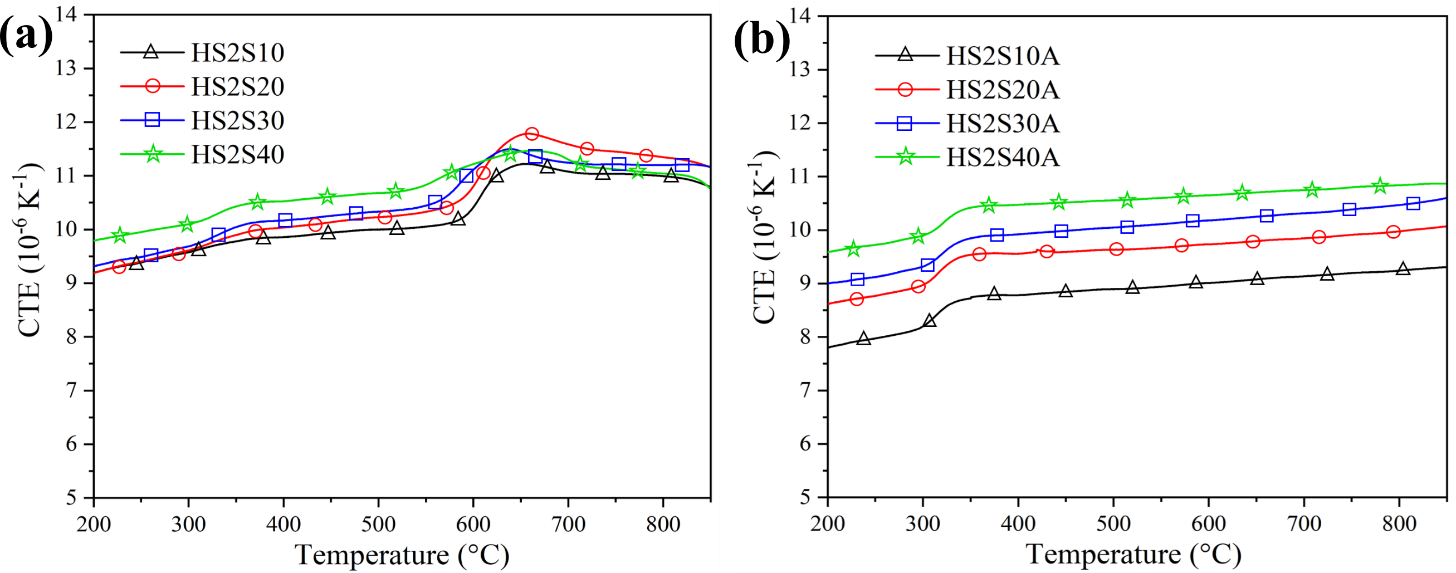 (a)
14
13
12
11
10
9
8
7
6
5
CTE (10-6 K-1)
HS2S10
HS2S20
HS2S30
HS2S40
200 300 400 500 600 700 800
Temperature (°C)
(b)
14
13
12
11
10
9
8
7
6
5
CTE (10-6 K-1)
HS2S10A
HS2S20A
HS2S30A
HS2S40A
200 300 400 500 600 700 800
Temperature (°C)